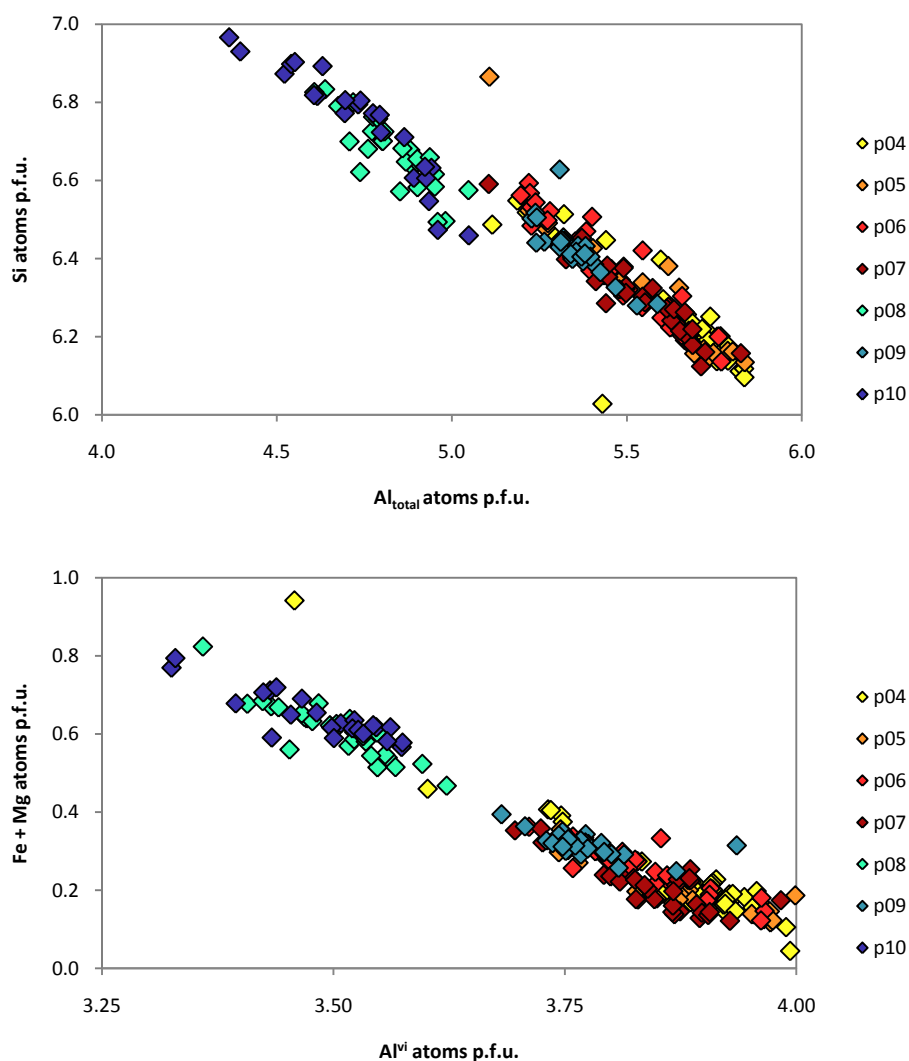 7.0
6.8
6.6
6.4
6.2
6.0
Si atoms p.f.u.
4.0 4.5 5.0 5.5 6.0
Al_total atoms p.f.u.
p04
p05
p06
p07
p08
p09
p10
1.0
0.8
0.6
0.4
0.2
0.0
Fe + Mg atoms p.f.u.
3.25 3.50 3.75 4.00
Al^vi atoms p.f.u.
p04
p05
p06
p07
p08
p09
p10